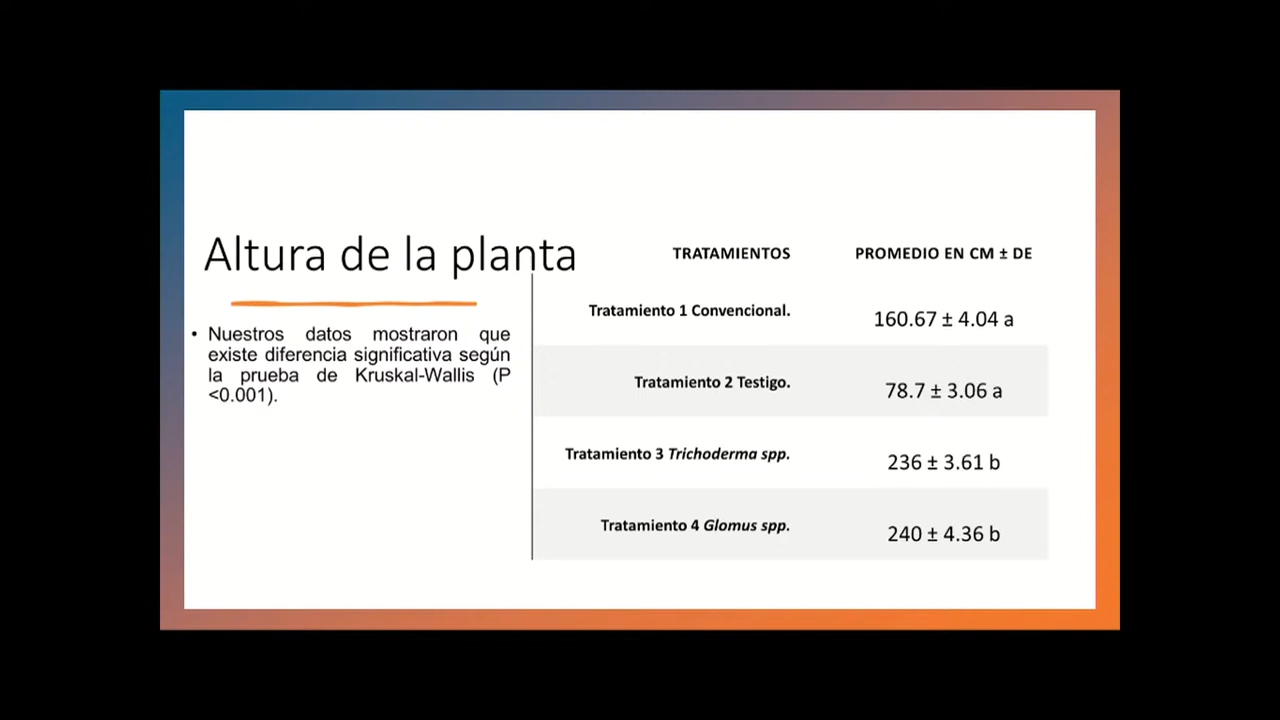 Altura de la planta
• Nuestros datos mostraron que
existe diferencia significativa según
la prueba de Kruskal-Wallis (P
<0.001).
TRATAMIENTOS PROMEDIO EN CM ± DE
Tratamiento 1 Convencional. 160.67 ± 4.04 a
Tratamiento 2 Testigo. 78.7 ± 3.06 a
Tratamiento 3 Trichoderma spp. 236 ± 3.61 b
Tratamiento 4 Glomus spp. 240 ± 4.36 b